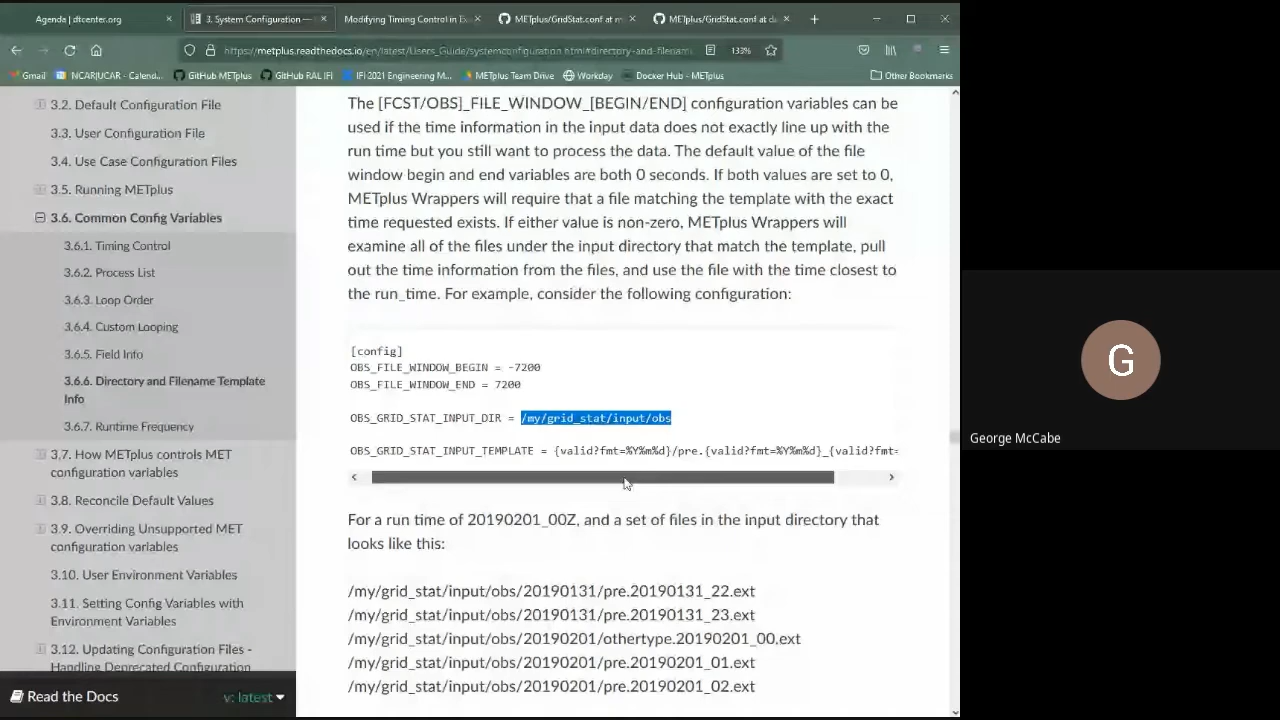 Agenda | dtcenter.org
3. System Configuration —
Modifying Timing Control in Ex
METplus/GridStat.conf at m
METplus/GridStat.conf at d
https://metplus.readthedocs.io/en/latest/Users_Guide/systemconfiguration.html#directory-and-filenam
133%
Gmail
NCAR|UCAR - Calend...
GitHub METplus
GitHub RAL IFI
IFI 2021 Engineering M...
METplus Team Drive
Workday
Docker Hub - METplus
Other Bookmarks
3.2. Default Configuration File
3.3. User Configuration File
3.4. Use Case Configuration Files
3.5. Running METplus
3.6. Common Config Variables
3.6.1. Timing Control
3.6.2. Process List
3.6.3. Loop Order
3.6.4. Custom Looping
3.6.5. Field Info
3.6.6. Directory and Filename Template
Info
3.6.7. Runtime Frequency
3.7. How METplus controls MET
configuration variables
3.8. Reconcile Default Values
3.9. Overriding Unsupported MET
configuration variables
3.10. User Environment Variables
3.11. Setting Config Variables with
Environment Variables
3.12. Updating Configuration Files -
Handling Deprecated Configuration
Read the Docs
v: latest
The [FCST/OBS]_FILE_WINDOW_[BEGIN/END] configuration variables can be
used if the time information in the input data does not exactly line up with the
run time but you still want to process the data. The default value of the file
window begin and end variables are both 0 seconds. If both values are set to 0,
METplus Wrappers will require that a file matching the template with the exact
time requested exists. If either value is non-zero, METplus Wrappers will
examine all of the files under the input directory that match the template, pull
out the time information from the files, and use the file with the time closest to
the run_time. For example, consider the following configuration:
[config]
OBS_FILE_WINDOW_BEGIN = -7200
OBS_FILE_WINDOW_END = 7200
OBS_GRID_STAT_INPUT_DIR = /my/grid_stat/input/obs
OBS_GRID_STAT_INPUT_TEMPLATE = {valid?fmt=%Y%m%d}/pre.{valid?fmt=%Y%m%d}_{valid?fmt=
For a run time of 20190201_00Z, and a set of files in the input directory that
looks like this:
/my/grid_stat/input/obs/20190131/pre.20190131_22.ext
/my/grid_stat/input/obs/20190131/pre.20190131_23.ext
/my/grid_stat/input/obs/20190201/othertype.20190201_00.ext
/my/grid_stat/input/obs/20190201/pre.20190201_01.ext
/my/grid_stat/input/obs/20190201/pre.20190201_02.ext
G
George McCabe